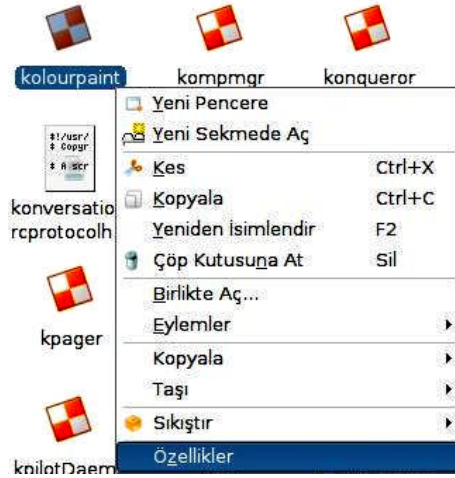 kolourpaint kompmgr konqueror
Yeni Pencere
#!/usr/
# Copyr
Yeni Sekmede Aç
# A scr
Kes Ctrl+X
Kopyala Ctrl+C
konversatio
rcprotocolh
Yeniden İsimlendir F2
Çöp Kutusuna At Sil
Birlikte Aç...
Eylemler
kpager
Kopyala
Taşı
Sıkıştır
Özellikler
kpilotDaem